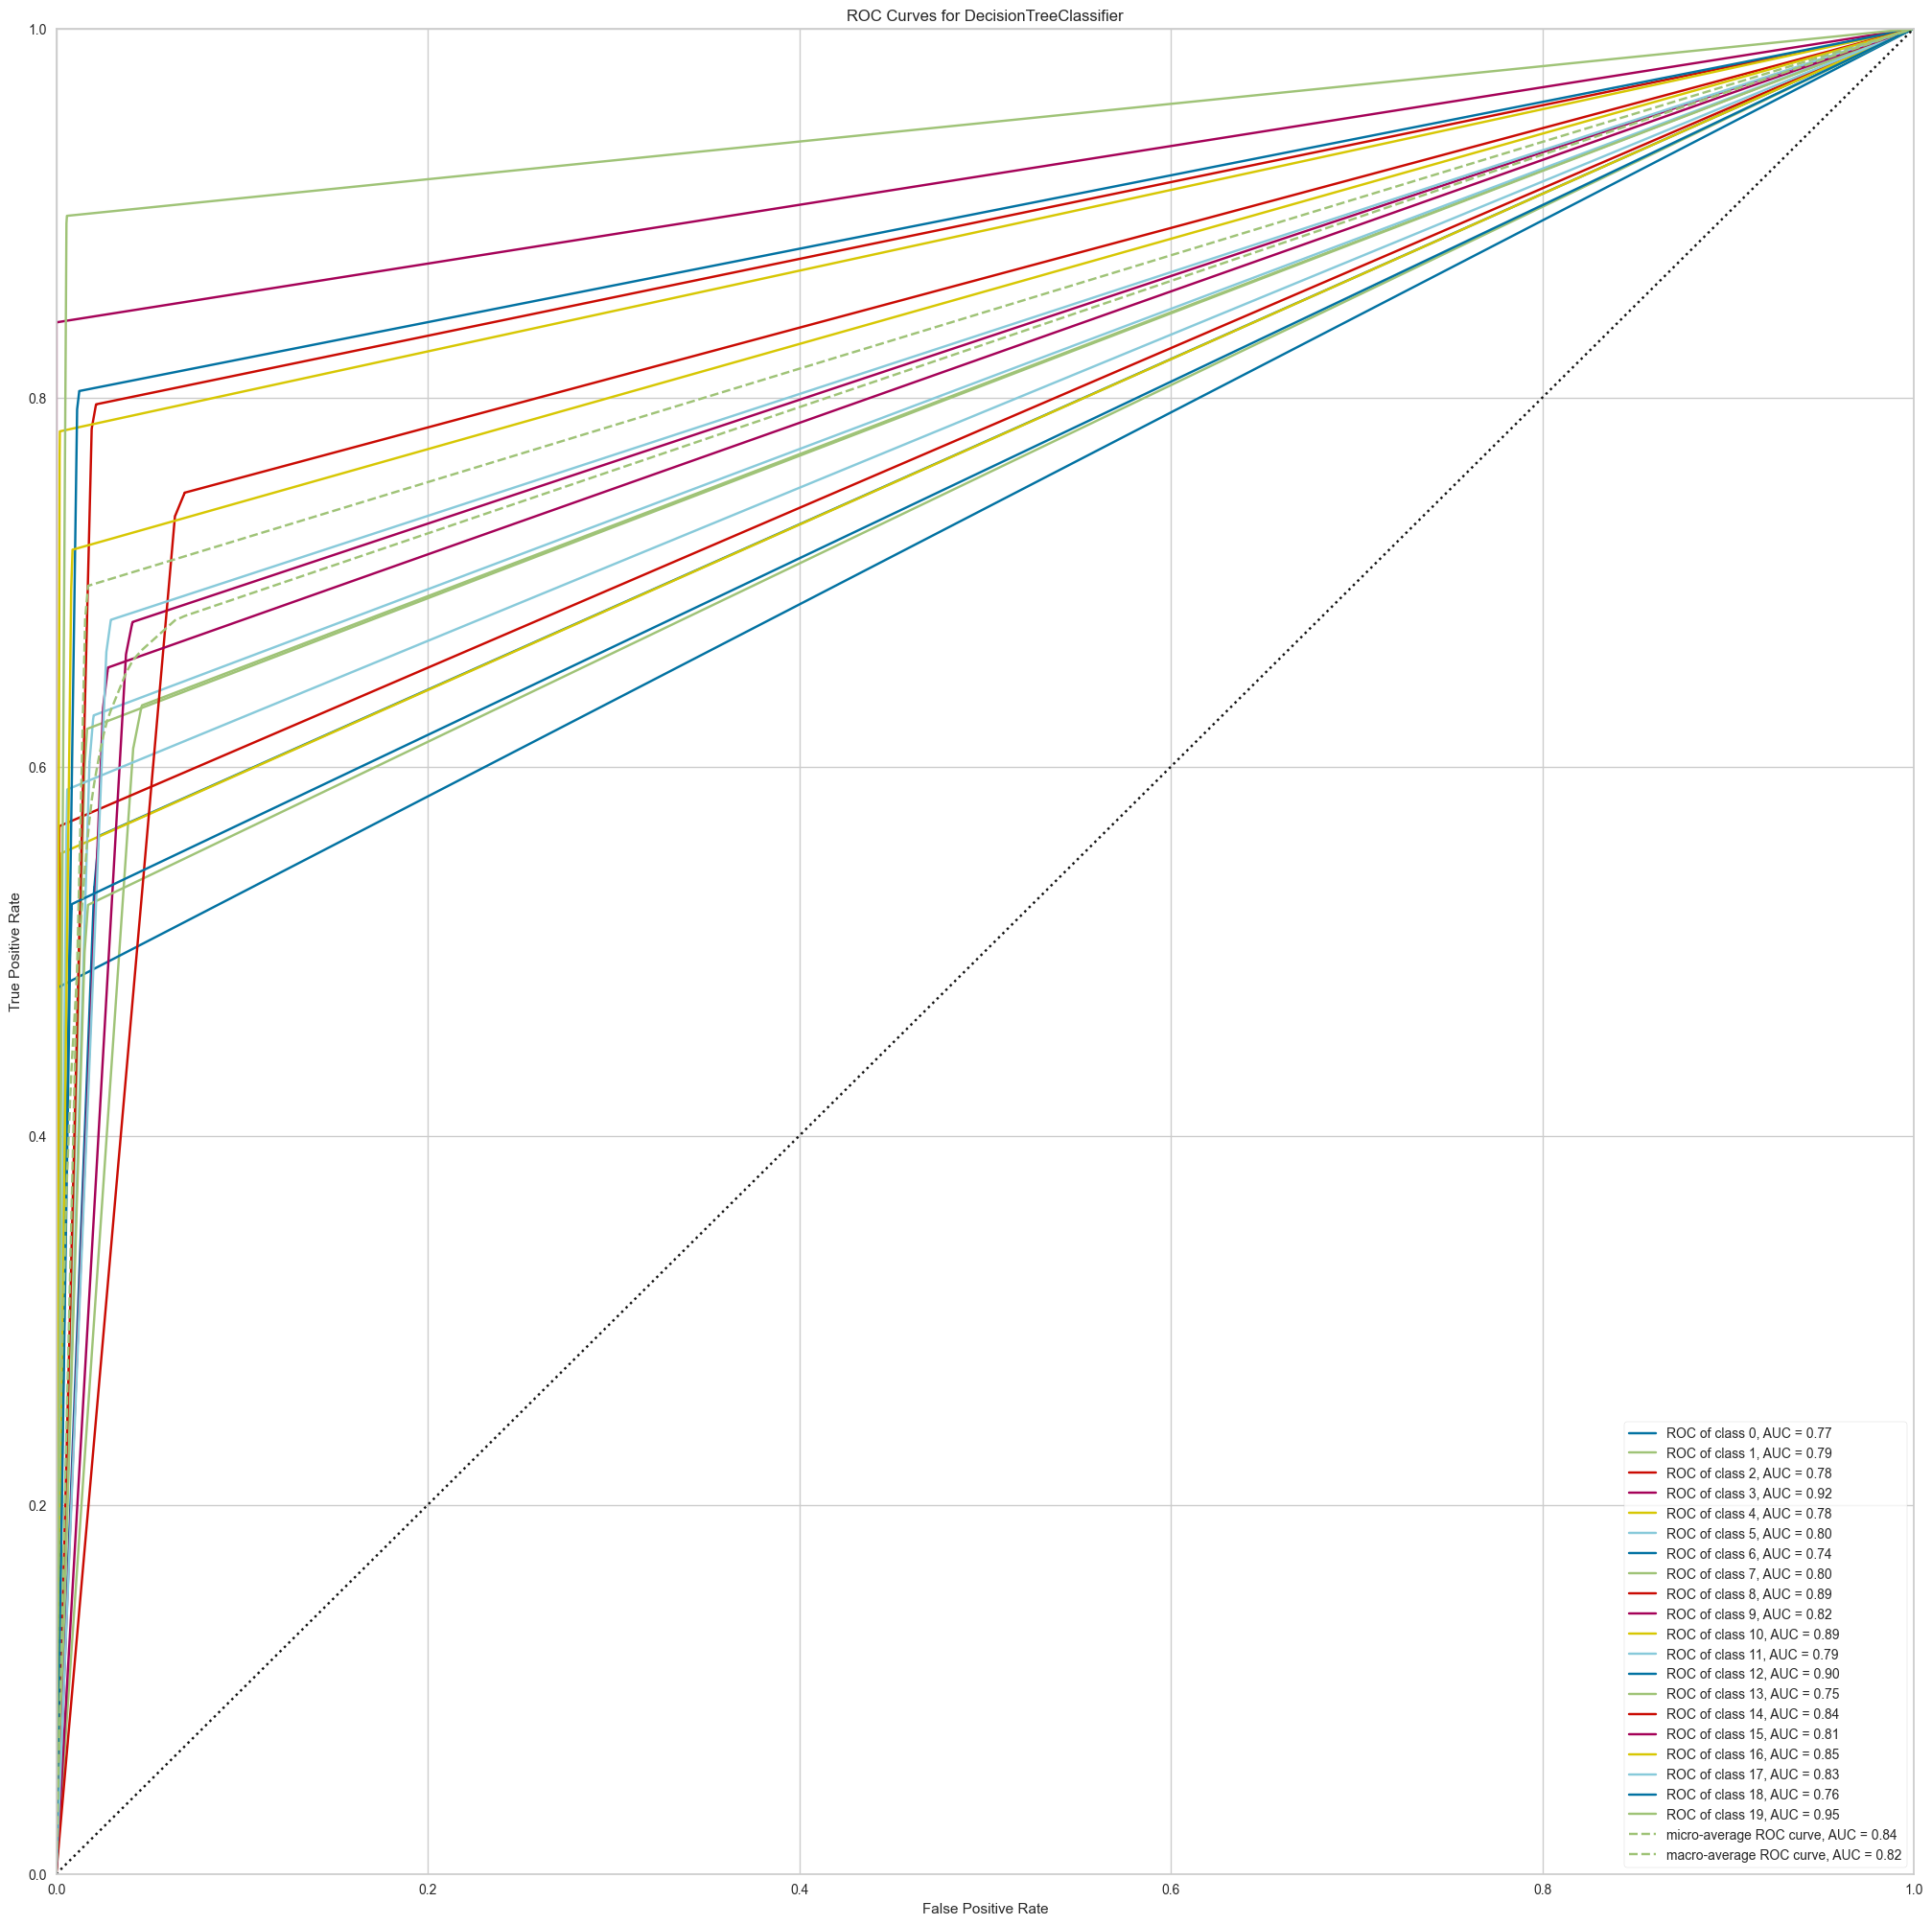 ROC Curves for DecisionTreeClassifier
1.0
0.8
0.6
0.4
0.2
0.0
True Positive Rate
ROC of class 0, AUC = 0.77
ROC of class 1, AUC = 0.79
ROC of class 2, AUC = 0.78
ROC of class 3, AUC = 0.92
ROC of class 4, AUC = 0.78
ROC of class 5, AUC = 0.80
ROC of class 6, AUC = 0.74
ROC of class 7, AUC = 0.80
ROC of class 8, AUC = 0.89
ROC of class 9, AUC = 0.82
ROC of class 10, AUC = 0.89
ROC of class 11, AUC = 0.79
ROC of class 12, AUC = 0.90
ROC of class 13, AUC = 0.75
ROC of class 14, AUC = 0.84
ROC of class 15, AUC = 0.81
ROC of class 16, AUC = 0.85
ROC of class 17, AUC = 0.83
ROC of class 18, AUC = 0.76
ROC of class 19, AUC = 0.95
micro-average ROC curve, AUC = 0.84
macro-average ROC curve, AUC = 0.82
0.0 0.2 0.4 0.6 0.8 1.0
False Positive Rate